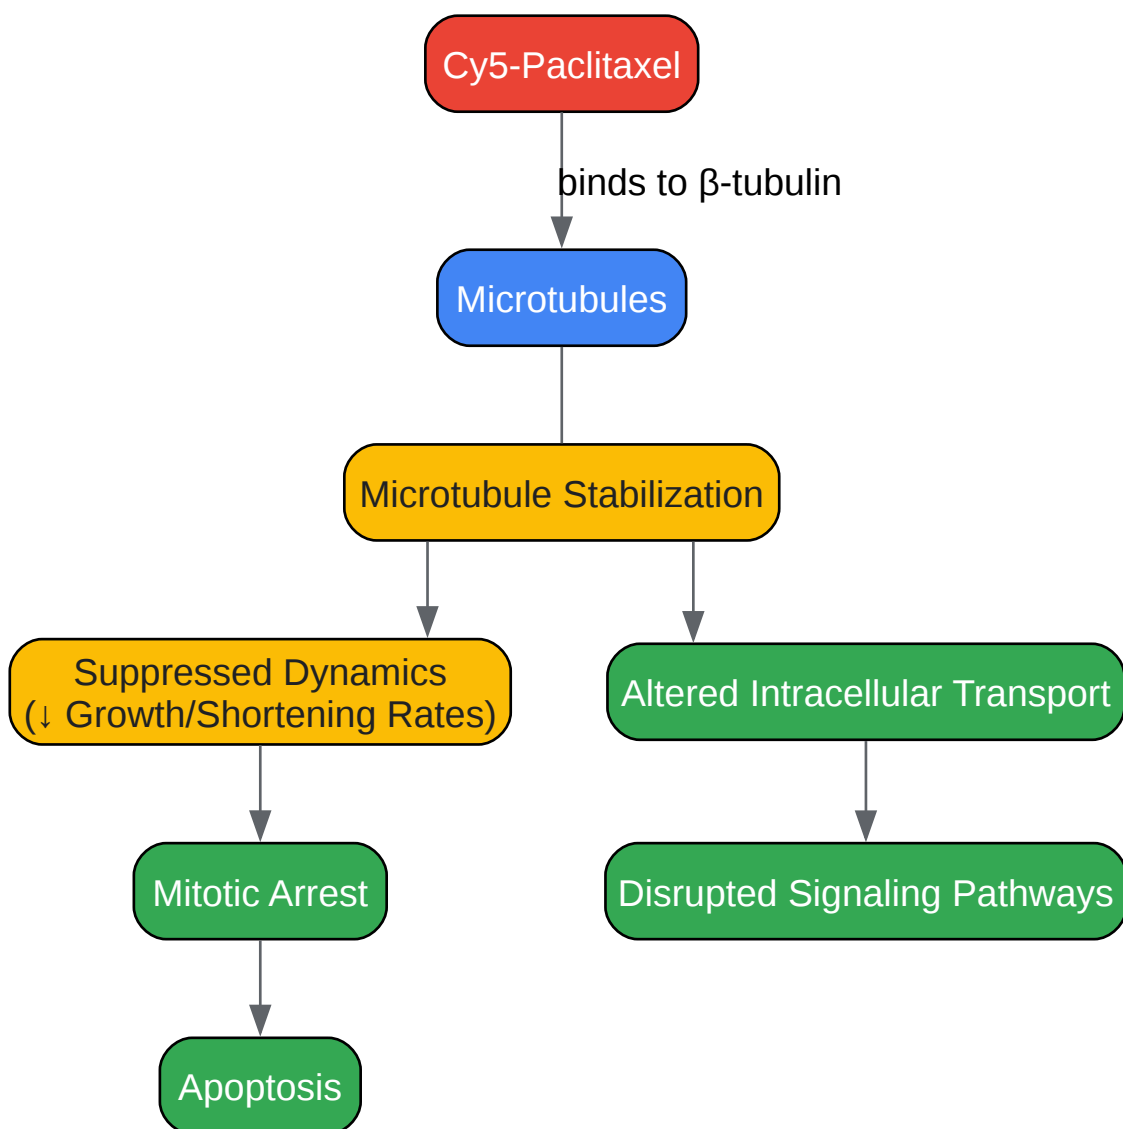 Cy5-Paclitaxel
binds to β-tubulin
Microtubules
Microtubule Stabilization
Suppressed Dynamics
(↓ Growth/Shortening Rates)
Altered Intracellular Transport
Mitotic Arrest
Disrupted Signaling Pathways
Apoptosis